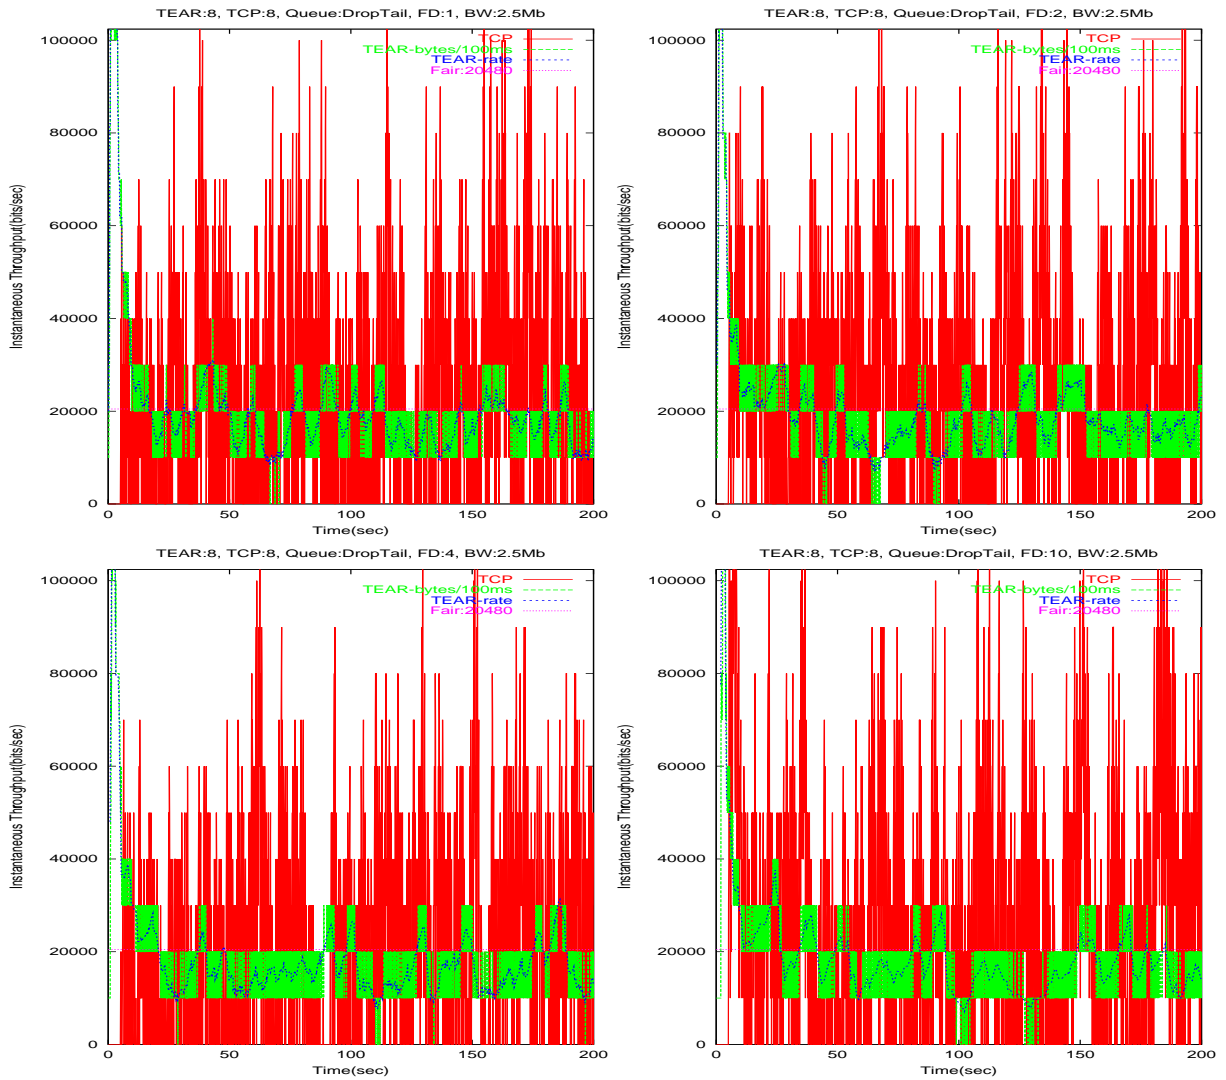 TEAR:8, TCP:8, Queue:DropTail, FD:1, BW:2.5Mb
100000
80000
60000
40000
20000
0
Instantaneous Throughput(bits/sec)
TCP
TEAR-bytes/100ms
TEAR-rate
Fair:20480
0 50 100 150 200
Time(sec)
TEAR:8, TCP:8, Queue:DropTail, FD:2, BW:2.5Mb
100000
80000
60000
40000
20000
0
Instantaneous Throughput(bits/sec)
TCP
TEAR-bytes/100ms
TEAR-rate
Fair:20480
0 50 100 150 200
Time(sec)
TEAR:8, TCP:8, Queue:DropTail, FD:4, BW:2.5Mb
100000
80000
60000
40000
20000
0
Instantaneous Throughput(bits/sec)
TCP
TEAR-bytes/100ms
TEAR-rate
Fair:20480
0 50 100 150 200
Time(sec)
TEAR:8, TCP:8, Queue:DropTail, FD:10, BW:2.5Mb
100000
80000
60000
40000
20000
0
Instantaneous Throughput(bits/sec)
TCP
TEAR-bytes/100ms
TEAR-rate
Fair:20480
0 50 100 150 200
Time(sec)